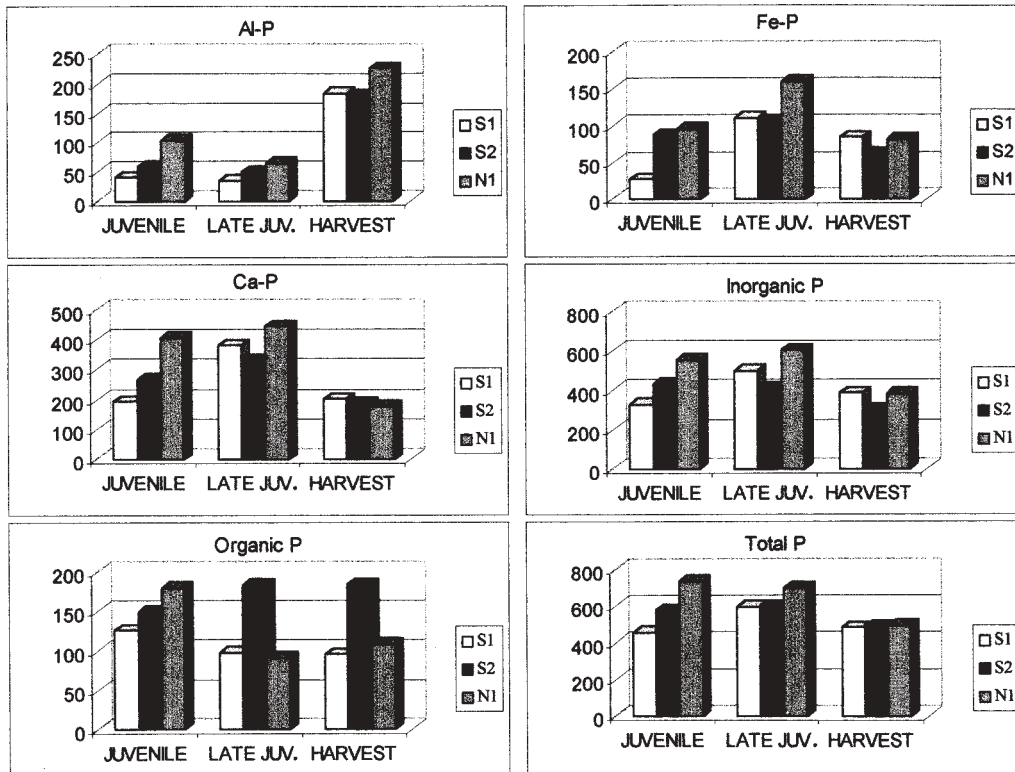 Al-P
250
200
150
100
50
0
JUVENILE LATE JUV. HARVEST
S1
S2
N1
Fe-P
200
150
100
50
0
JUVENILE LATE JUV. HARVEST
S1
S2
N1
Ca-P
500
400
300
200
100
0
JUVENILE LATE JUV. HARVEST
S1
S2
N1
Inorganic P
800
600
400
200
0
JUVENILE LATE JUV. HARVEST
S1
S2
N1
Organic P
200
150
100
50
0
JUVENILE LATE JUV. HARVEST
S1
S2
N1
Total P
800
600
400
200
0
JUVENILE LATE JUV. HARVEST
S1
S2
N1